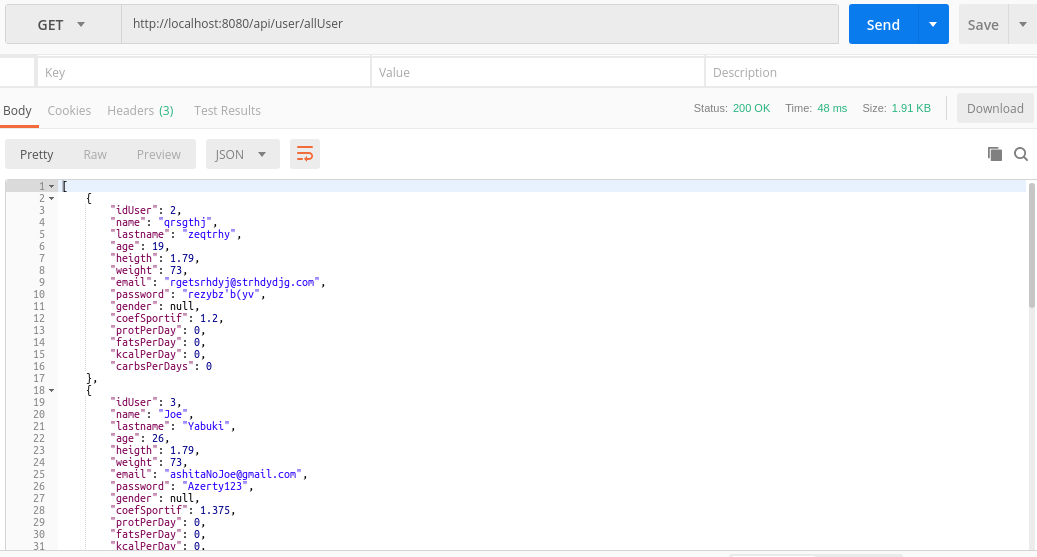 GET http://localhost:8080/api/user/allUser Send Save
Key Value Description
Body Cookies Headers (3) Test Results Status: 200 OK Time: 48 ms Size: 1.91 KB Download
Pretty Raw Preview JSON
1 [
2 {
3 "idUser": 2,
4 "name": "qrsgthj",
5 "lastname": "zeqtrhy",
6 "age": 19,
7 "heigth": 1.79,
8 "weight": 73,
9 "email": "rgetsrhdyj@strhdydjg.com",
10 "password": "rezybz'b(yv",
11 "gender": null,
12 "coefSportif": 1.2,
13 "protPerDay": 0,
14 "fatsPerDay": 0,
15 "kcalPerDay": 0,
16 "carbsPerDays": 0
17 },
18 {
19 "idUser": 3,
20 "name": "Joe",
21 "lastname": "Yabuki",
22 "age": 26,
23 "heigth": 1.79,
24 "weight": 73,
25 "email": "ashitaNoJoe@gmail.com",
26 "password": "Azerty123",
27 "gender": null,
28 "coefSportif": 1.375,
29 "protPerDay": 0,
30 "fatsPerDay": 0,
31 "kcalPerDay": 0,